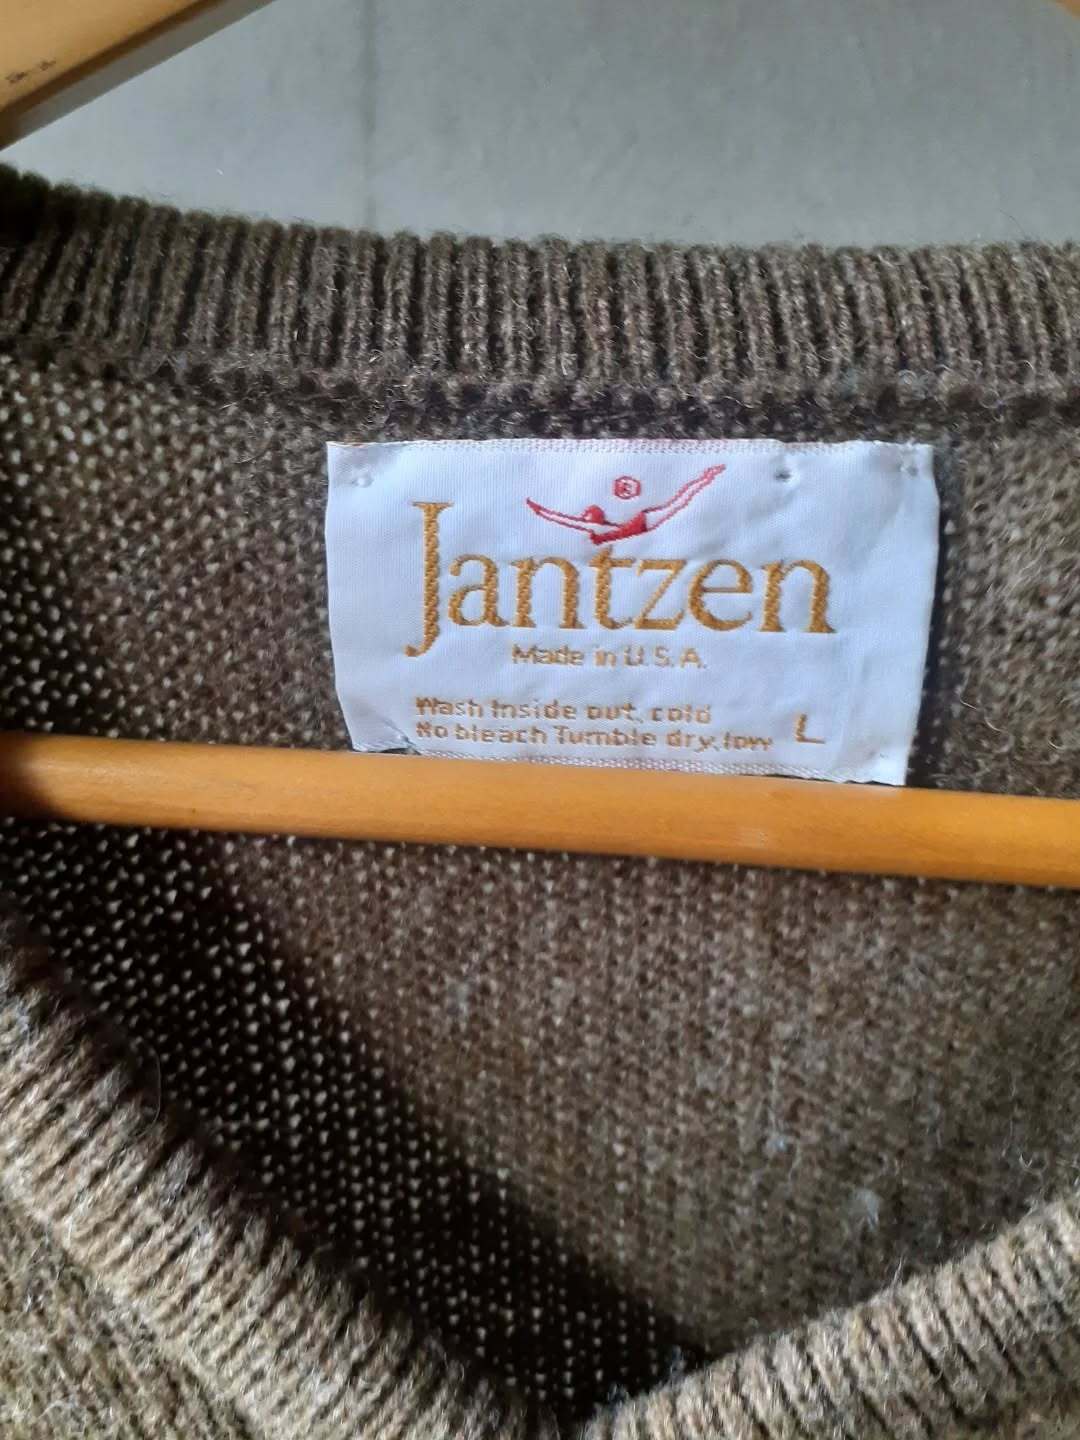 ®
Jantzen
Made in U.S.A.
Wash inside out, cold
No bleach Tumble dry, low
L